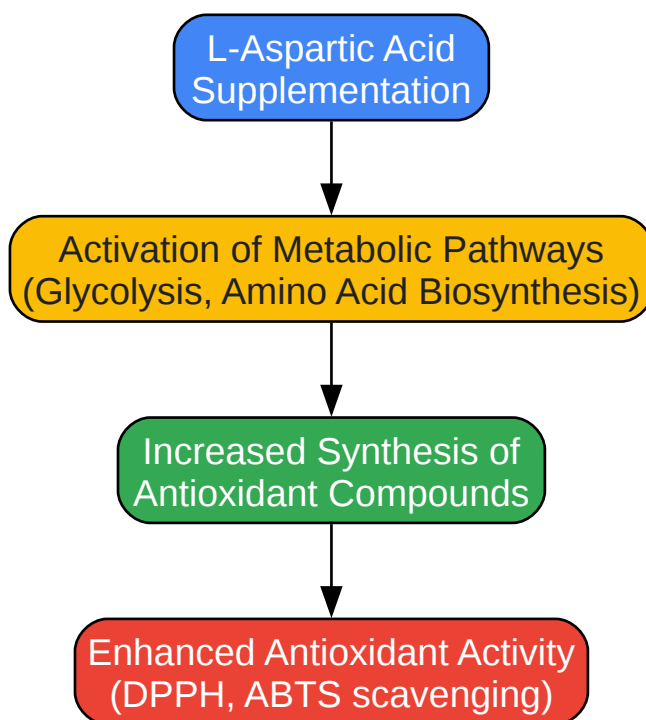 L-Aspartic Acid
Supplementation
Activation of Metabolic Pathways
(Glycolysis, Amino Acid Biosynthesis)
Increased Synthesis of
Antioxidant Compounds
Enhanced Antioxidant Activity
(DPPH, ABTS scavenging)